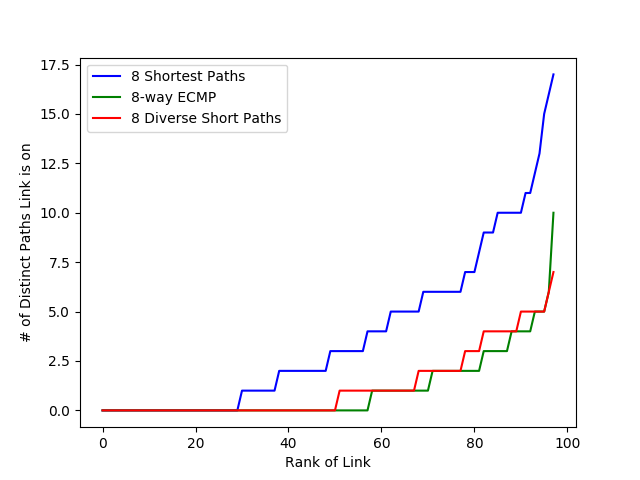 17.5
15.0
12.5
10.0
7.5
5.0
2.5
0.0
# of Distinct Paths Link is on
8 Shortest Paths
8-way ECMP
8 Diverse Short Paths
0 20 40 60 80 100
Rank of Link